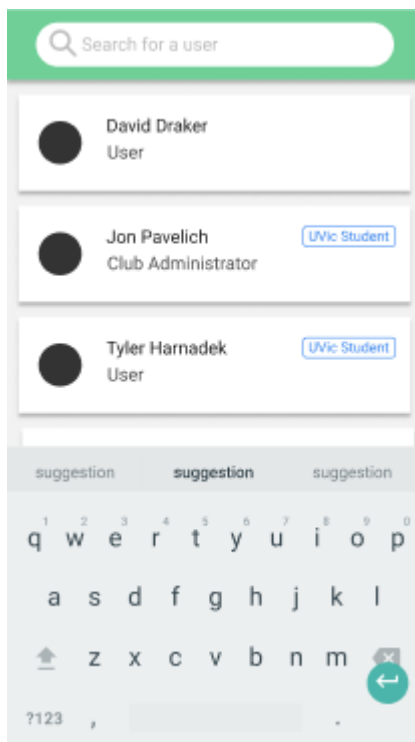 Search for a user
David Draker
User
Jon Pavelich
UVic Student
Club Administrator
Tyler Harnadek
UVic Student
User
suggestion suggestion suggestion
1 2 3 4 5 6 7 8 9 0
q w e r t y u i o p
a s d f g h j k l
z x c v b n m
?123 , .